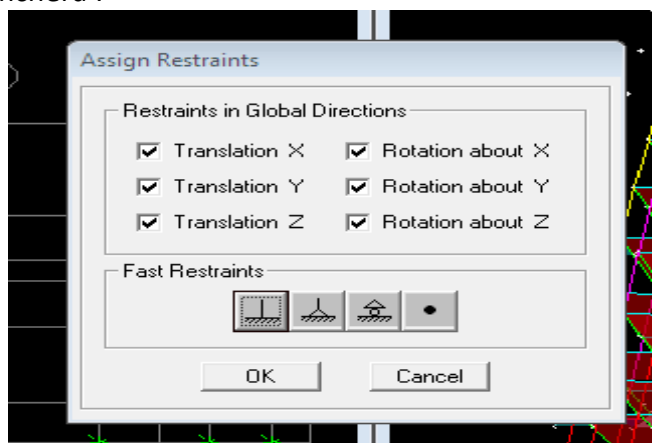 Assign Restraints
Restraints in Global Directions
Translation X Rotation about X
Translation Y Rotation about Y
Translation Z Rotation about Z
Fast Restraints
OK Cancel